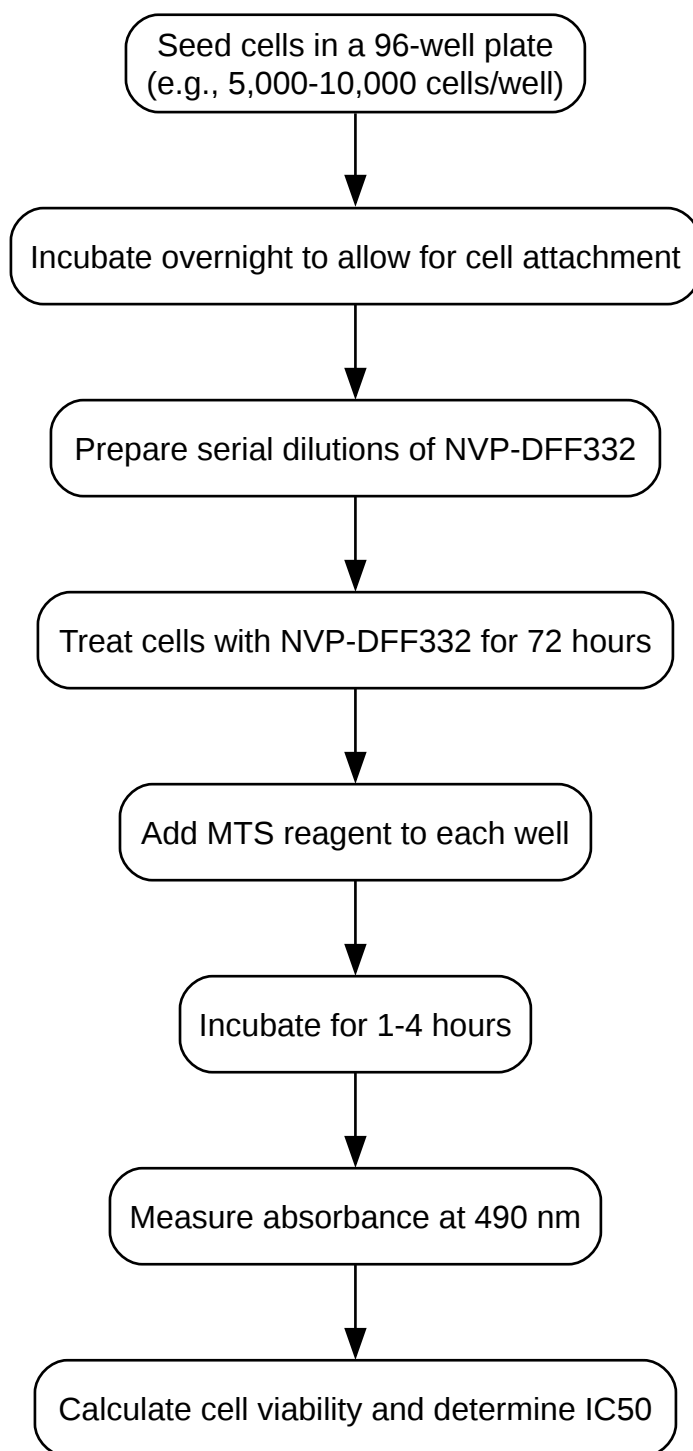 Seed cells in a 96-well plate
(e.g., 5,000-10,000 cells/well)
Incubate overnight to allow for cell attachment
Prepare serial dilutions of NVP-DFF332
Treat cells with NVP-DFF332 for 72 hours
Add MTS reagent to each well
Incubate for 1-4 hours
Measure absorbance at 490 nm
Calculate cell viability and determine IC50